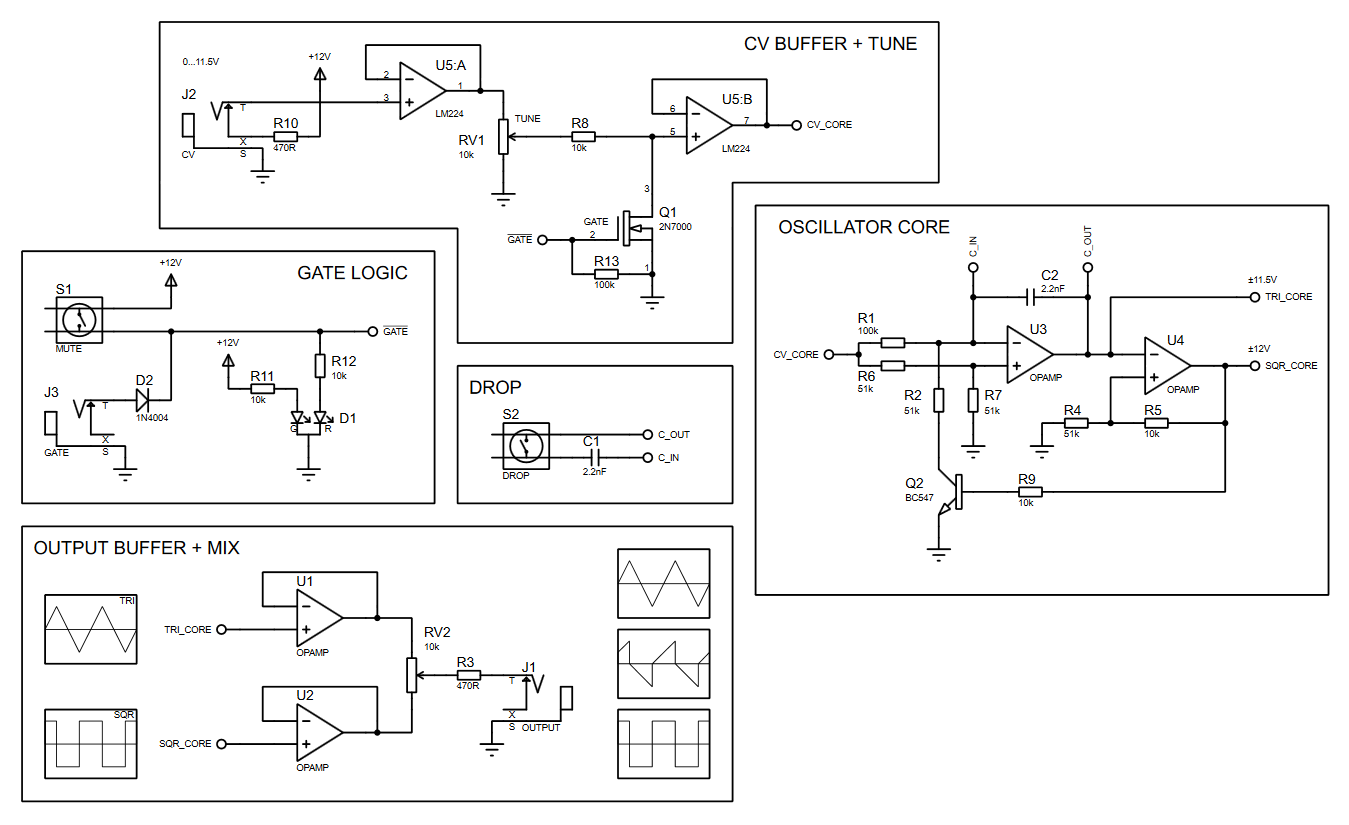 CV BUFFER + TUNE
0...11.5V
+12V
J2
T
R10
470R
X
S
CV
U5:A
2
3
1
LM224
RV1
10k
TUNE
R8
10k
U5:B
6
5
7
LM224
CV_CORE
3
Q1
2N7000
GATE
2
GATE
R13
100k
1
GATE LOGIC
S1
MUTE
+12V
GATE
+12V
R12
10k
R11
10k
D2
1N4004
J3
T
X
S
GATE
G
R
D1
DROP
S2
DROP
C1
2.2nF
C_OUT
C_IN
OSCILLATOR CORE
C_IN
C_OUT
C2
2.2nF
±11.5V
TRI_CORE
R1
100k
CV_CORE
R6
51k
U3
OPAMP
U4
OPAMP
±12V
SQR_CORE
R2
51k
R7
51k
R4
51k
R5
10k
Q2
BC547
R9
10k
OUTPUT BUFFER + MIX
TRI
TRI_CORE
U1
OPAMP
RV2
10k
R3
470R
J1
T
X
S
OUTPUT
SQR
SQR_CORE
U2
OPAMP